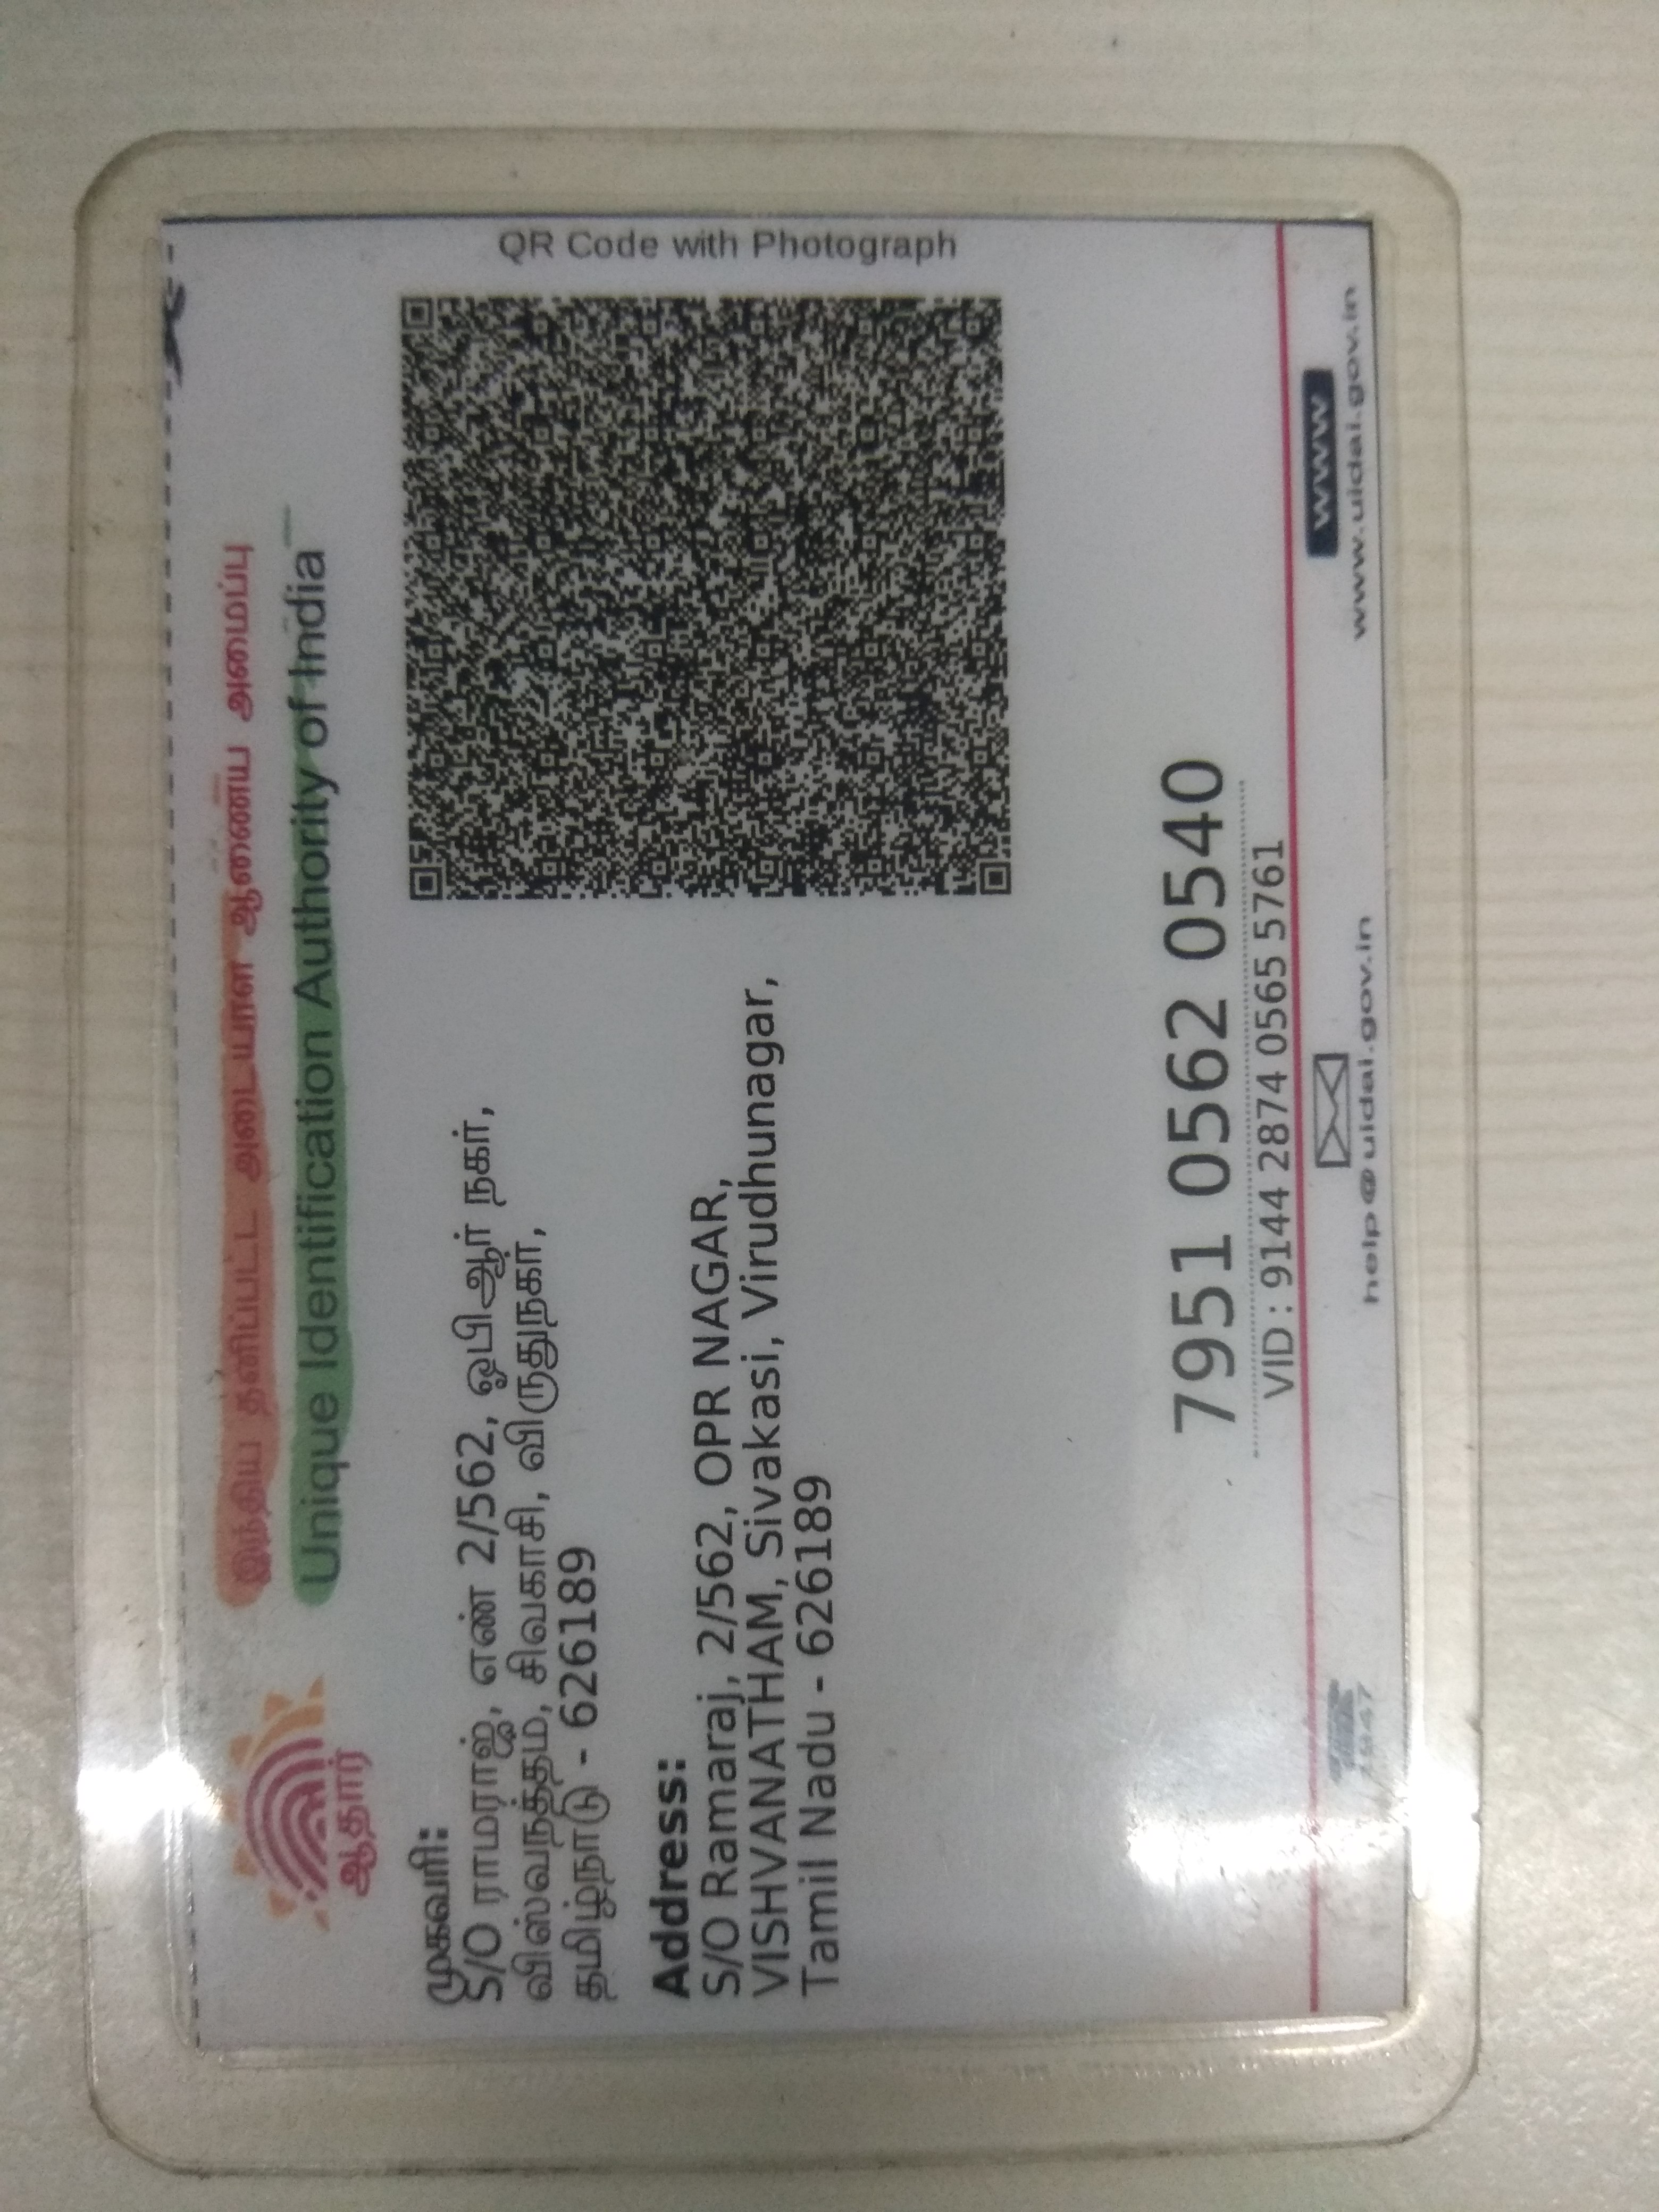 இந்திய தனிப்பட்ட அடையாள ஆணைய அமைப்பு
Unique Identification Authority of India
ஆதார்
முகவரி:
S/O ராமராஜ், எண் 2/562, ஓபிஆர் நகர்,
விஸ்வநத்தம், சிவகாசி, விருதுநகர்,
தமிழ்நாடு - 626189
Address:
S/O Ramaraj, 2/562, OPR NAGAR,
VISHVANATHAM, Sivakasi, Virudhunagar,
Tamil Nadu - 626189
QR Code with Photograph
7951 0562 0540
VID : 9144 2874 0565 5761
1947
help@uidai.gov.in
www
www.uidai.gov.in